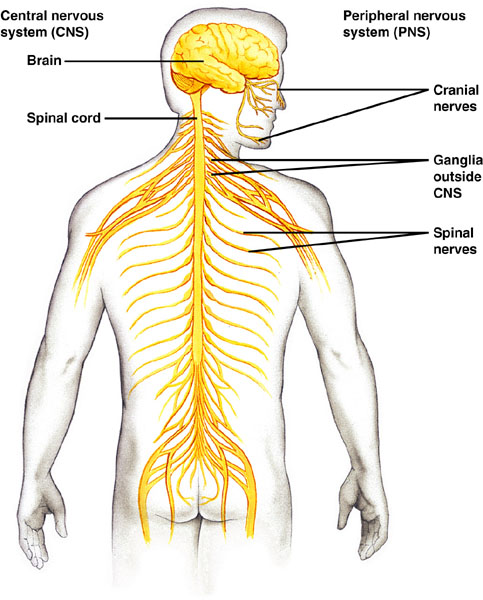 Central nervous
system (CNS)
Brain
Spinal cord
Peripheral nervous
system (PNS)
Cranial
nerves
Ganglia
outside
CNS
Spinal
nerves